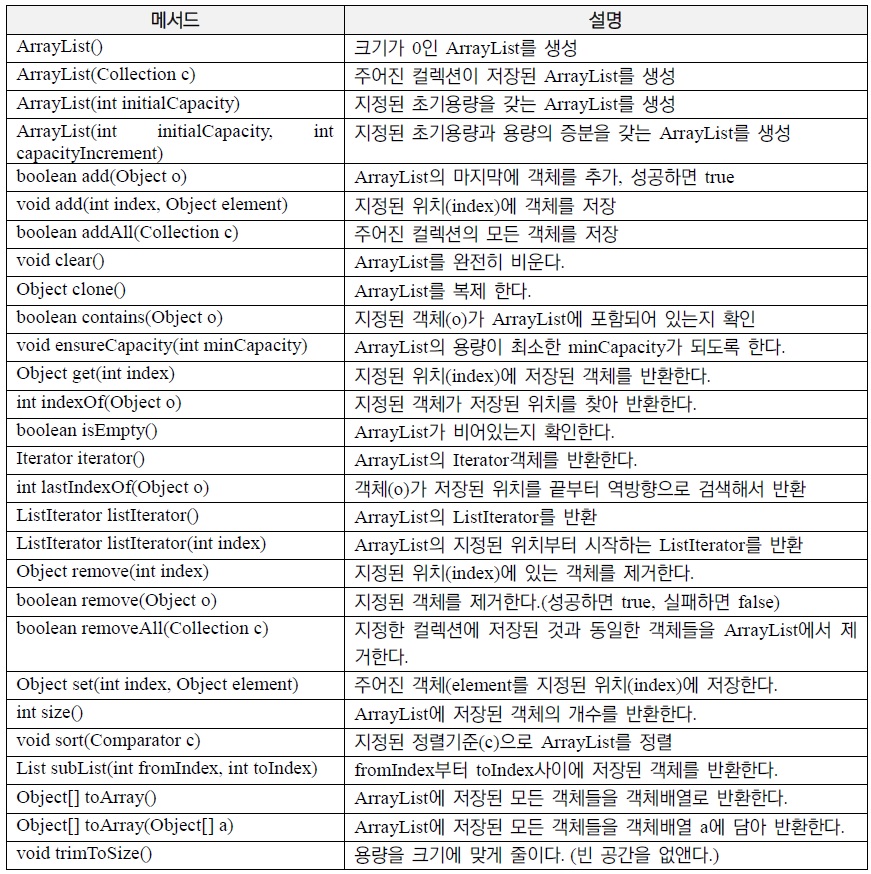 메서드 설명
ArrayList() 크기가 0인 ArrayList를 생성
ArrayList(Collection c) 주어진 컬렉션이 저장된 ArrayList를 생성
ArrayList(int initialCapacity) 지정된 초기용량을 갖는 ArrayList를 생성
ArrayList(int initialCapacity, int 지정된 초기용량과 용량의 증분을 갖는 ArrayList를 생성
capacityIncrement)
boolean add(Object o) ArrayList의 마지막에 객체를 추가, 성공하면 true
void add(int index, Object element) 지정된 위치(index)에 객체를 저장
boolean addAll(Collection c) 주어진 컬렉션의 모든 객체를 저장
void clear() ArrayList를 완전히 비운다.
Object clone() ArrayList를 복제 한다.
boolean contains(Object o) 지정된 객체(o)가 ArrayList에 포함되어 있는지 확인
void ensureCapacity(int minCapacity) ArrayList의 용량이 최소한 minCapacity가 되도록 한다.
Object get(int index) 지정된 위치(index)에 저장된 객체를 반환한다.
int indexOf(Object o) 지정된 객체가 저장된 위치를 찾아 반환한다.
boolean isEmpty() ArrayList가 비어있는지 확인한다.
Iterator iterator() ArrayList의 Iterator객체를 반환한다.
int lastIndexOf(Object o) 객체(o)가 저장된 위치를 끝부터 역방향으로 검색해서 반환
ListIterator listIterator() ArrayList의 ListIterator를 반환
ListIterator listIterator(int index) ArrayList의 지정된 위치부터 시작하는 ListIterator를 반환
Object remove(int index) 지정된 위치(index)에 있는 객체를 제거한다.
boolean remove(Object o) 지정된 객체를 제거한다.(성공하면 true, 실패하면 false)
boolean removeAll(Collection c) 지정한 컬렉션에 저장된 것과 동일한 객체들을 ArrayList에서 제
거한다.
Object set(int index, Object element) 주어진 객체(element를 지정된 위치(index)에 저장한다.
int size() ArrayList에 저장된 객체의 개수를 반환한다.
void sort(Comparator c) 지정된 정렬기준(c)으로 ArrayList를 정렬
List subList(int fromIndex, int toIndex) fromIndex부터 toIndex사이에 저장된 객체를 반환한다.
Object[] toArray() ArrayList에 저장된 모든 객체들을 객체배열로 반환한다.
Object[] toArray(Object[] a) ArrayList에 저장된 모든 객체들을 객체배열 a에 담아 반환한다.
void trimToSize() 용량을 크기에 맞게 줄이다. (빈 공간을 없앤다.)